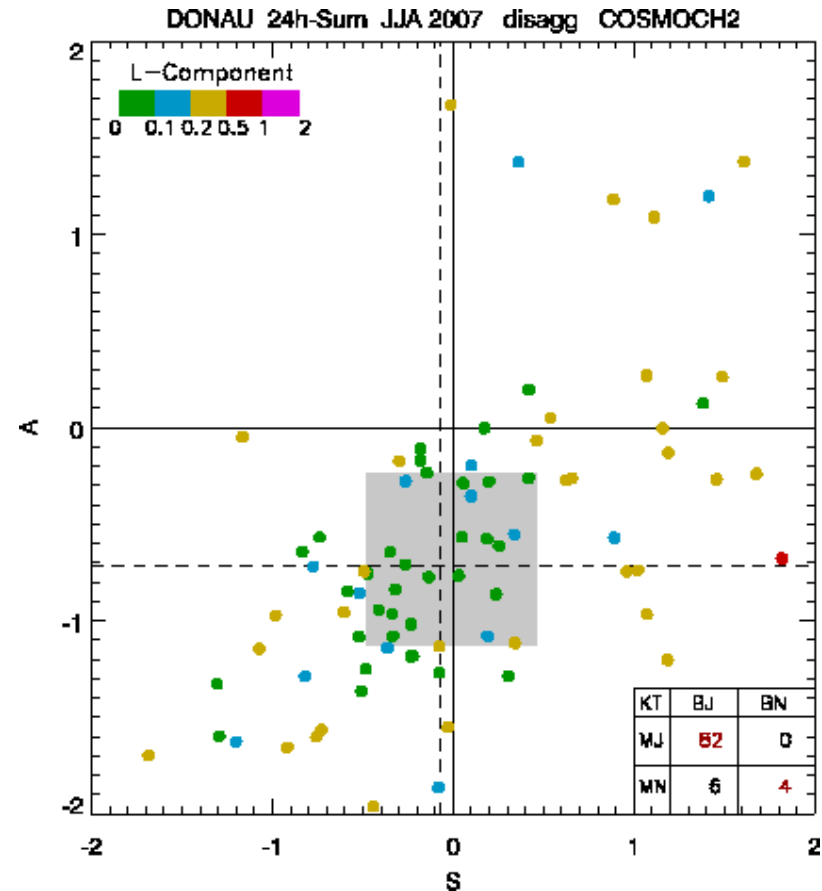 DONAU 24h-Sum JJA 2007 disagg COSMOCH2
L-Component
0 0.1 0.2 0.5 1 2
2
1
0
-1
-2
A
-2 -1 0 1 2
S
KT BJ BN
MJ 82 0
MN 6 4